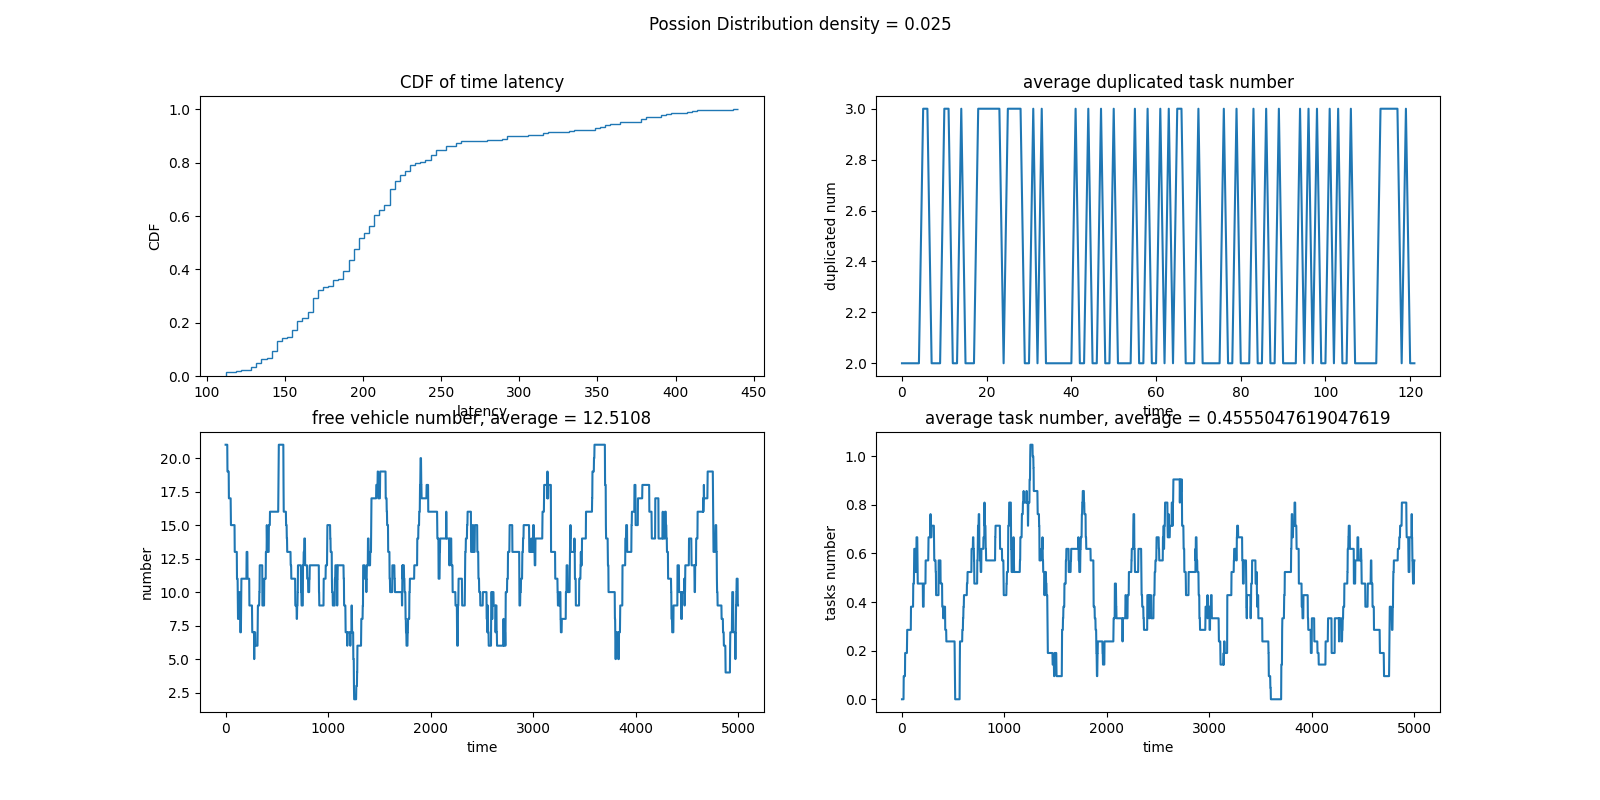 Possion Distribution density = 0.025
CDF of time latency
CDF
1.0
0.8
0.6
0.4
0.2
0.0
100 150 200 250 300 350 400 450
latency
average duplicated task number
duplicated num
3.0
2.8
2.6
2.4
2.2
2.0
0 20 40 60 80 100 120
time
free vehicle number, average = 12.5108
number
20.0
17.5
15.0
12.5
10.0
7.5
5.0
2.5
0 1000 2000 3000 4000 5000
time
average task number, average = 0.4555047619047619
tasks number
1.0
0.8
0.6
0.4
0.2
0.0
0 1000 2000 3000 4000 5000
time